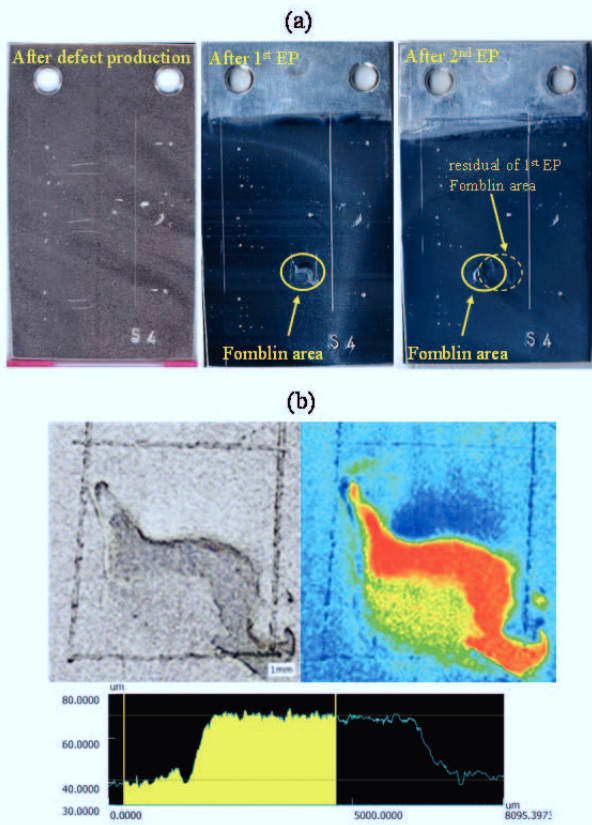 (a)
After defect production
After 1st EP
After 2nd EP
residual of 1st EP
Fomblin area
Fomblin area
Fomblin area
S 4
S 4
S 4
(b)
1mm
um
80.0000
60.0000
40.0000
30.0000
0.0000
5000.0000
um
8095.3973